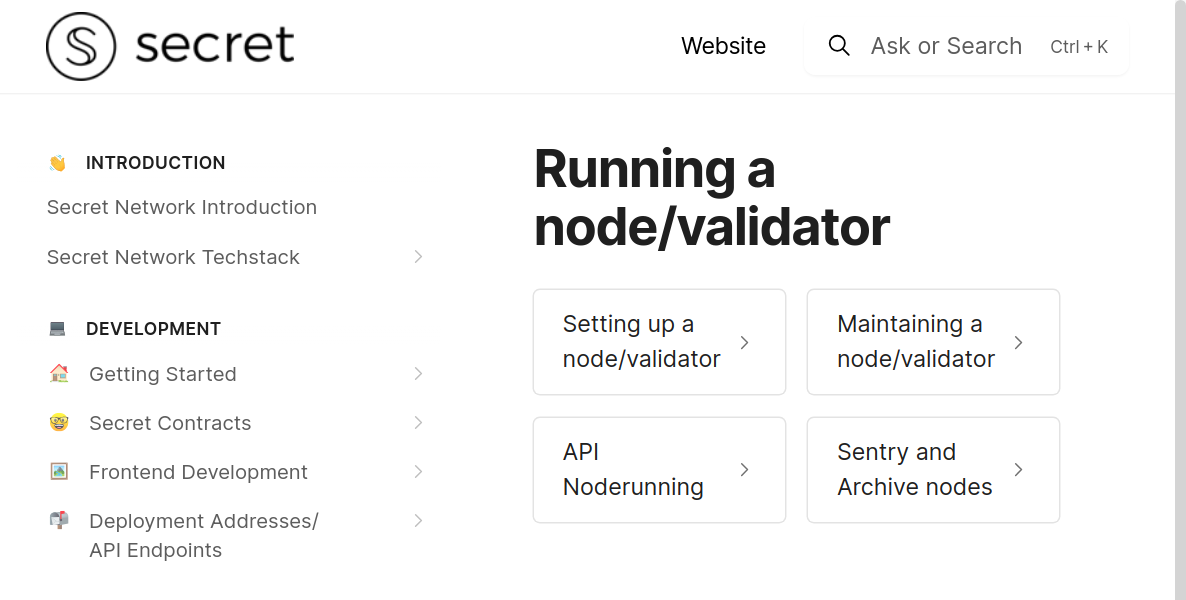 secret
Website
Ask or Search Ctrl + K
INTRODUCTION
Secret Network Introduction
Secret Network Techstack
DEVELOPMENT
Getting Started
Secret Contracts
Frontend Development
Deployment Addresses/
API Endpoints
Running a
node/validator
Setting up a
node/validator
Maintaining a
node/validator
API
Noderunning
Sentry and
Archive nodes